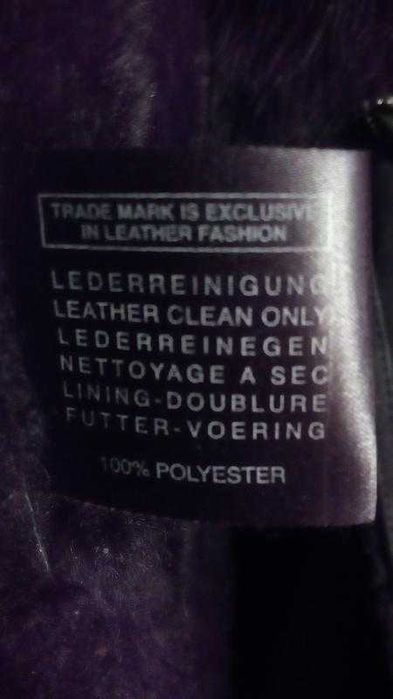 TRADE MARK IS EXCLUSIVE
IN LEATHER FASHION
LEDERREINIGUNG
LEATHER CLEAN ONLY
LEDERREINEGEN
NETTOYAGE A SEC
LINING-DOUBLURE
FUTTER-VOERING
100% POLYESTER